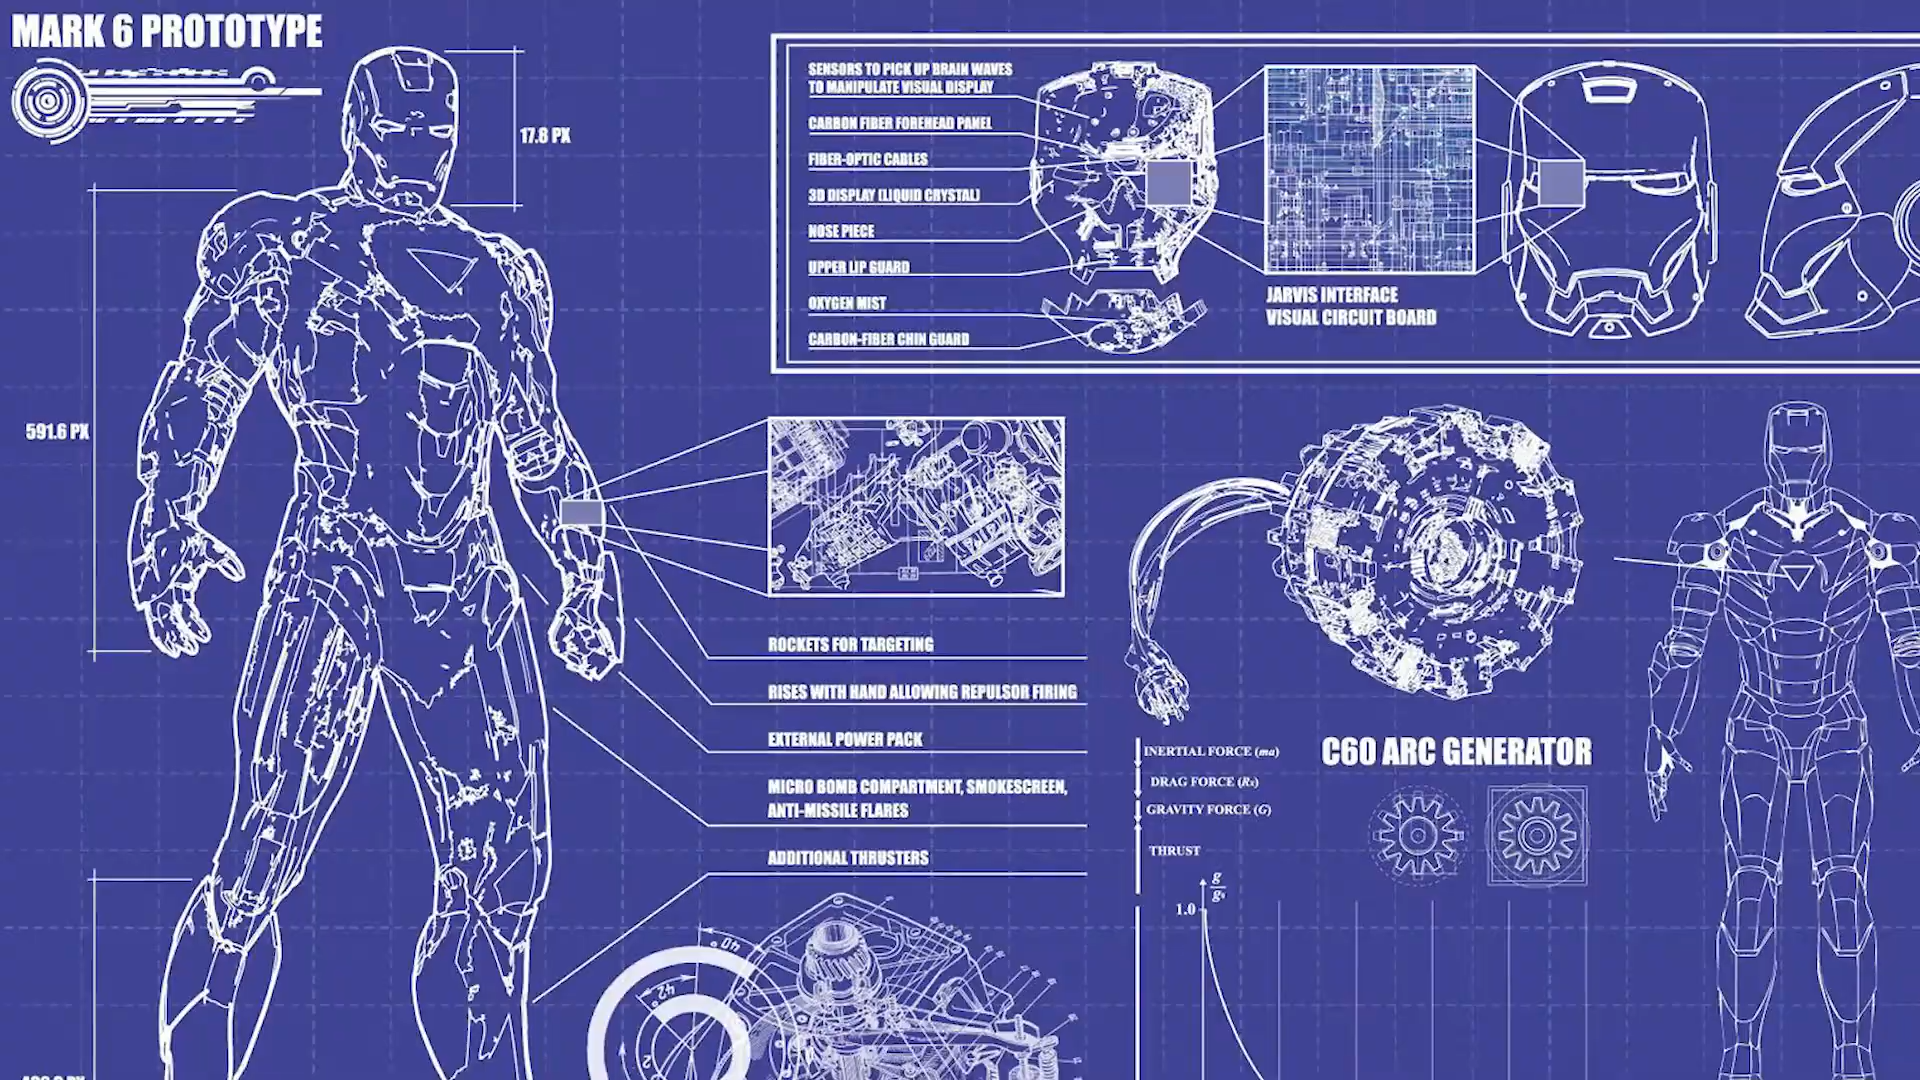 MARK 6 PROTOTYPE
17.8 PX
591.6 PX
SENSORS TO PICK UP BRAIN WAVES
TO MANIPULATE VISUAL DISPLAY
CARBON FIBER FOREHEAD PANEL
FIBER-OPTIC CABLES
3D DISPLAY (LIQUID CRYSTAL)
NOSE PIECE
UPPER LIP GUARD
OXYGEN MIST
CARBON-FIBER CHIN GUARD
JARVIS INTERFACE
VISUAL CIRCUIT BOARD
ROCKETS FOR TARGETING
RISES WITH HAND ALLOWING REPULSOR FIRING
EXTERNAL POWER PACK
MICRO BOMB COMPARTMENT, SMOKESCREEN,
ANTI-MISSILE FLARES
ADDITIONAL THRUSTERS
C60 ARC GENERATOR
INERTIAL FORCE (ma)
DRAG FORCE (Rs)
GRAVITY FORCE (G)
THRUST
g
1.0
40°
42°